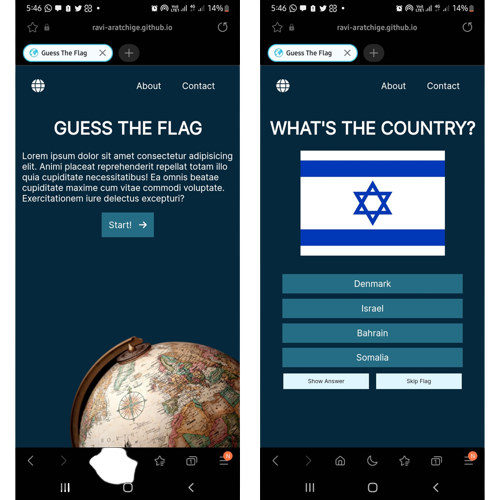 5:46
14%
ravi-aratchige.github.io
Guess The Flag
About Contact
GUESS THE FLAG
Lorem ipsum dolor sit amet consectetur adipisicing
elit. Animi placeat reprehenderit repellat totam illo
quia cupiditate necessitatibus! Ea omnis beatae
cupiditate maxime cum vitae commodi voluptate.
Exercitationem iure delectus excepturi?
Start!
1
N
5:46
14%
ravi-aratchige.github.io
Guess The Flag
About Contact
WHAT'S THE COUNTRY?
Denmark
Israel
Bahrain
Somalia
Show Answer Skip Flag
1
N